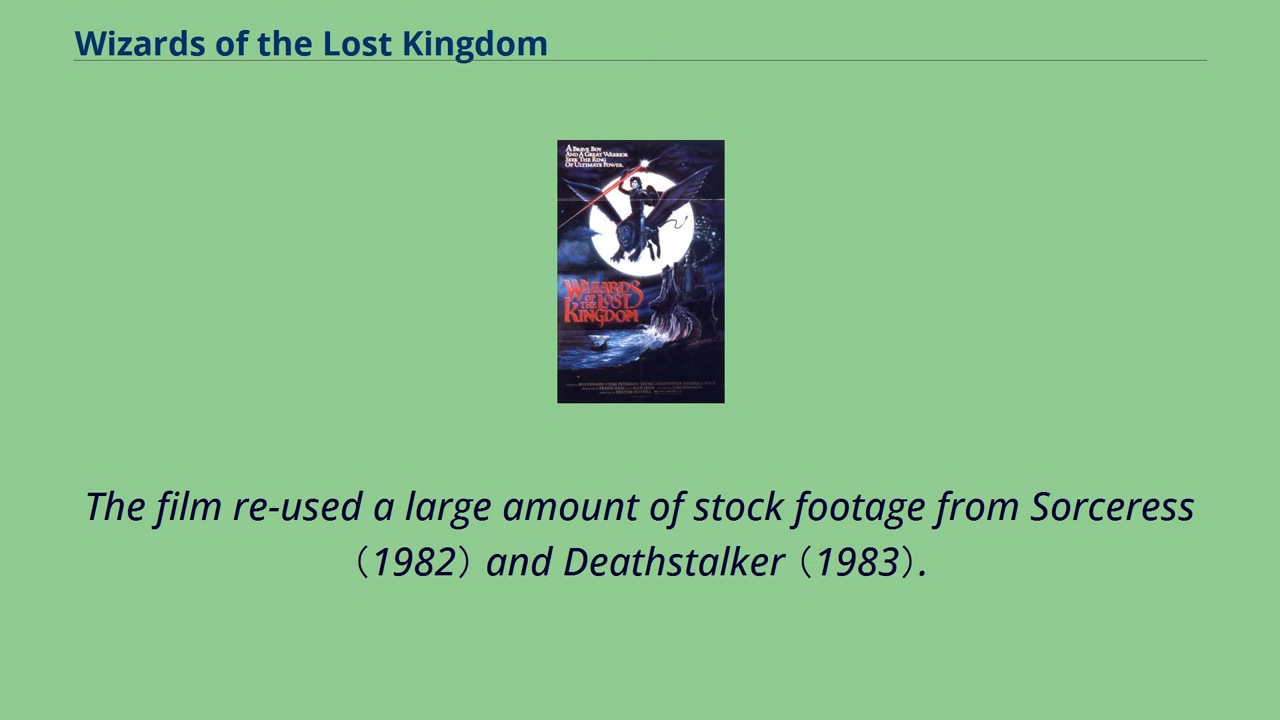 Wizards of the Lost Kingdom
A BRAVE BOY
AND A GREAT WARRIOR
SEEK THE RING
OF ULTIMATE POWER.
WIZARDS
OF
THE LOST
KINGDOM
The film re-used a large amount of stock footage from Sorceress
（1982）and Deathstalker（1983）.